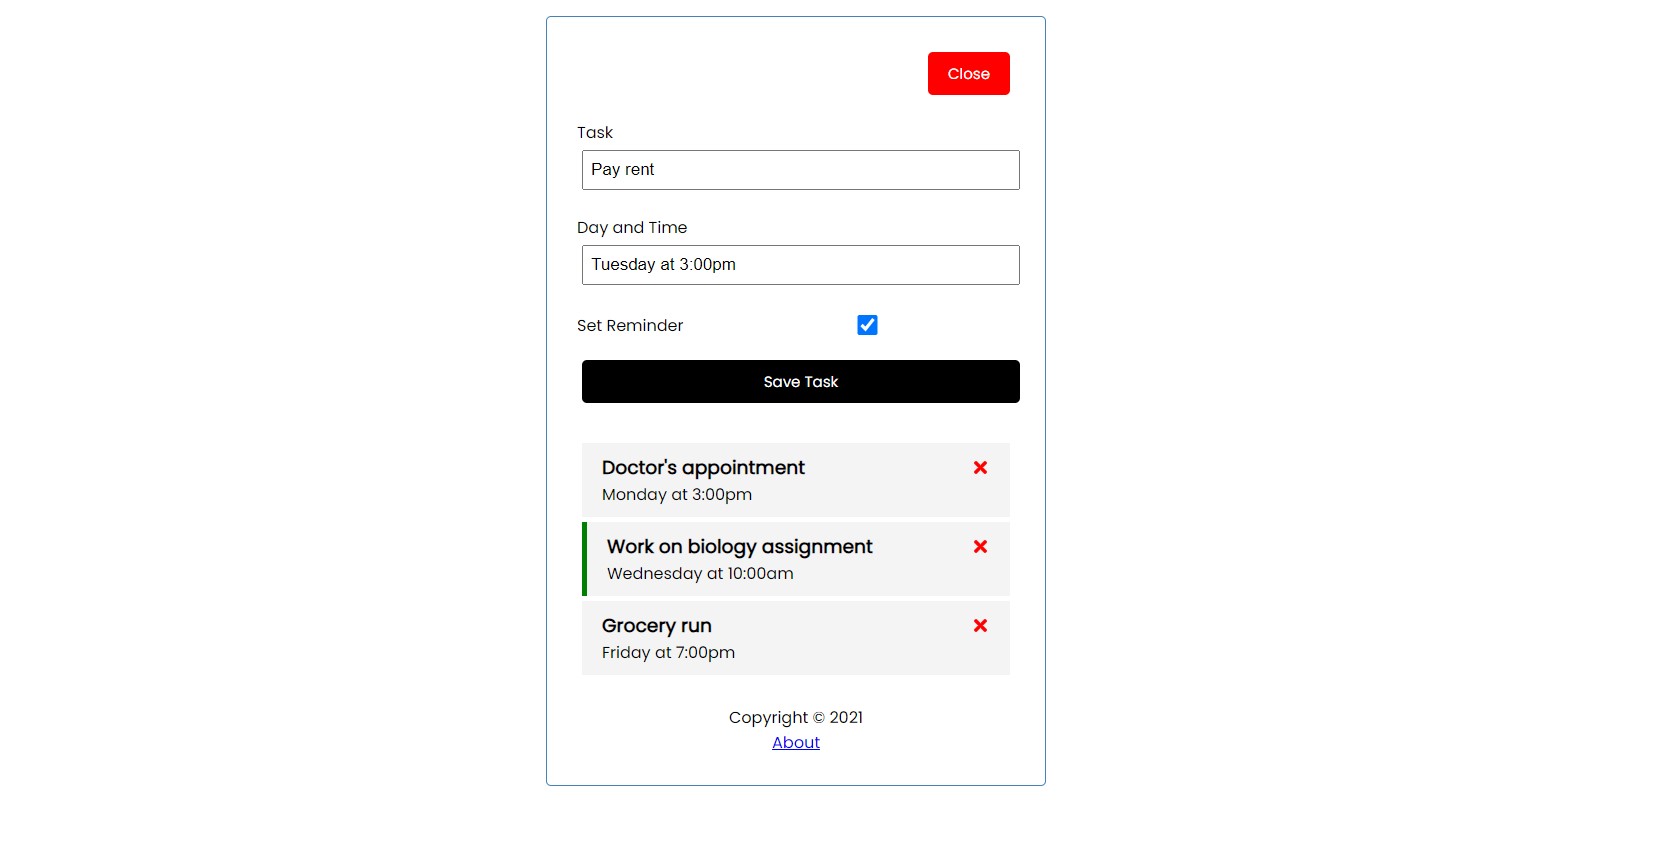 Close
Task
Pay rent
Day and Time
Tuesday at 3:00pm
Set Reminder
Save Task
Doctor's appointment
Monday at 3:00pm
Work on biology assignment
Wednesday at 10:00am
Grocery run
Friday at 7:00pm
Copyright © 2021
About